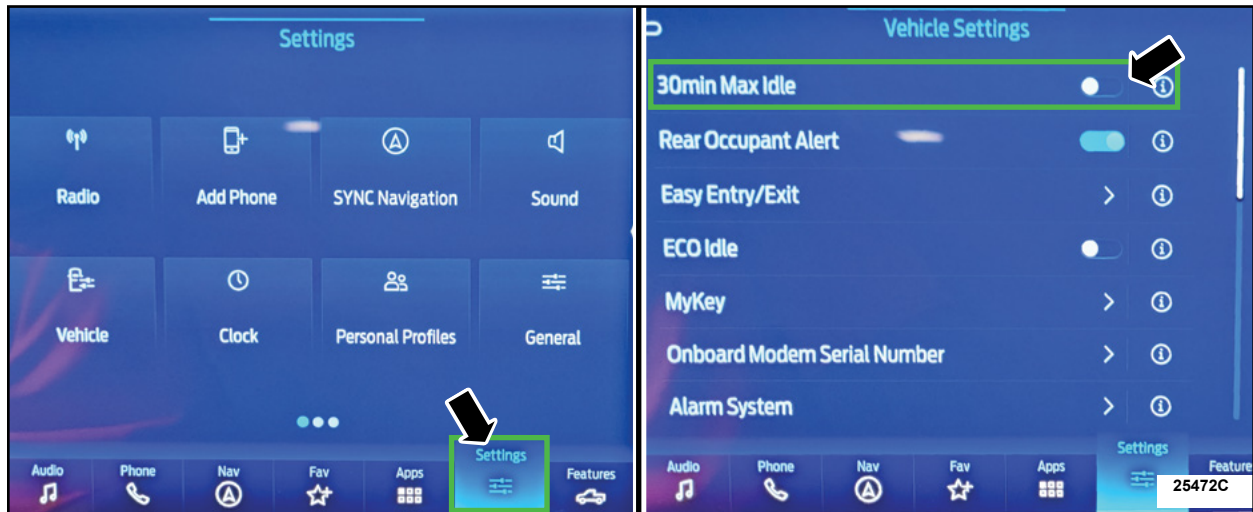 Settings
Radio
Add Phone
SYNC Navigation
Sound
Vehicle
Clock
Personal Profiles
General
Audio
Phone
Nav
Fav
Apps
Settings
Features
Vehicle Settings
30min Max Idle
Rear Occupant Alert
Easy Entry/Exit
ECO Idle
MyKey
Onboard Modem Serial Number
Alarm System
Audio
Phone
Nav
Fav
Apps
Settings
Feature
25472C